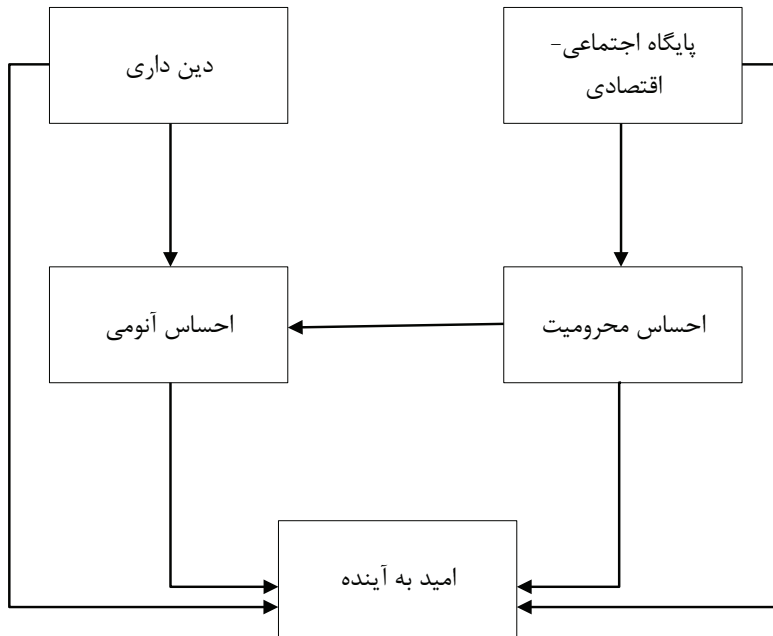 پایگاه اجتماعی-
اقتصادی
دین داری
احساس محرومیت
احساس آنومی
امید به آینده